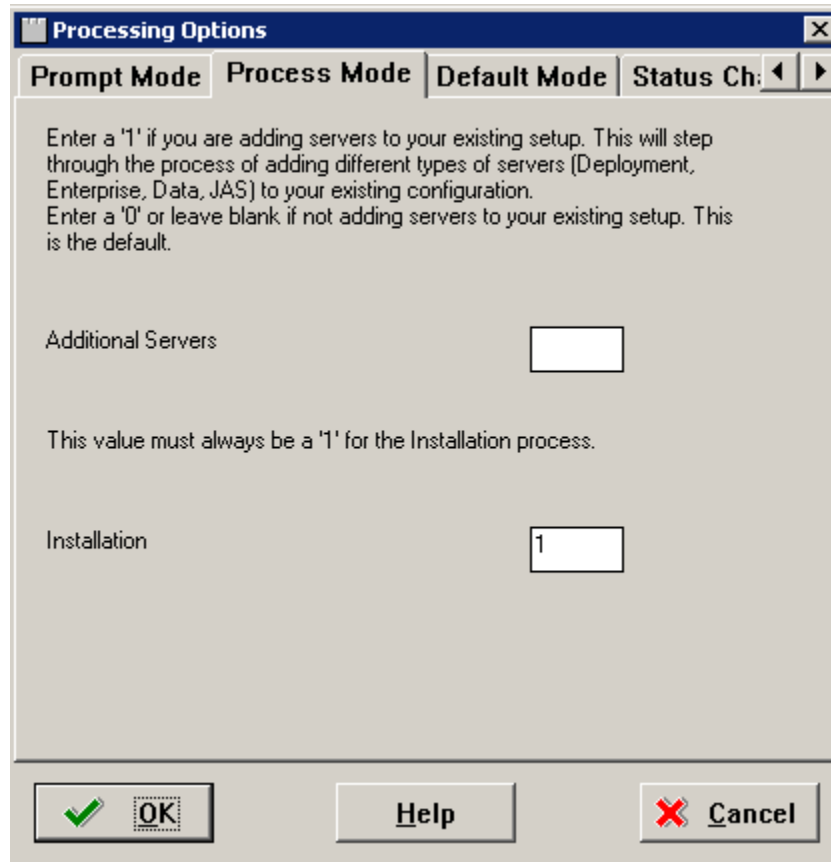 Processing Options
Prompt Mode Process Mode Default Mode Status Ch
Enter a '1' if you are adding servers to your existing setup. This will step
through the process of adding different types of servers (Deployment,
Enterprise, Data, JAS) to your existing configuration.
Enter a '0' or leave blank if not adding servers to your existing setup. This
is the default.
Additional Servers
This value must always be a '1' for the Installation process.
Installation 1
OK Help Cancel